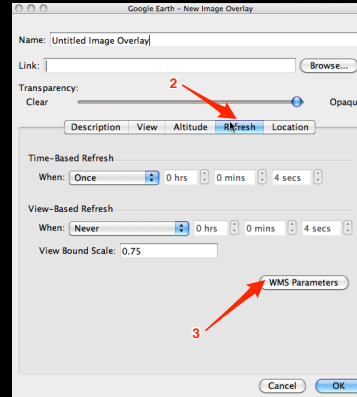 Google Earth - New Image Overlay
Name: Untitled Image Overlay
Link: Browse...
2
Transparency:
Clear Opaqu
Description View Altitude Refresh Location
Time-Based Refresh
When: Once 0 hrs 0 mins 4 secs
View-Based Refresh
When: Never 0 hrs 0 mins 4 secs
View Bound Scale: 0.75
WMS Parameters
3
Cancel OK